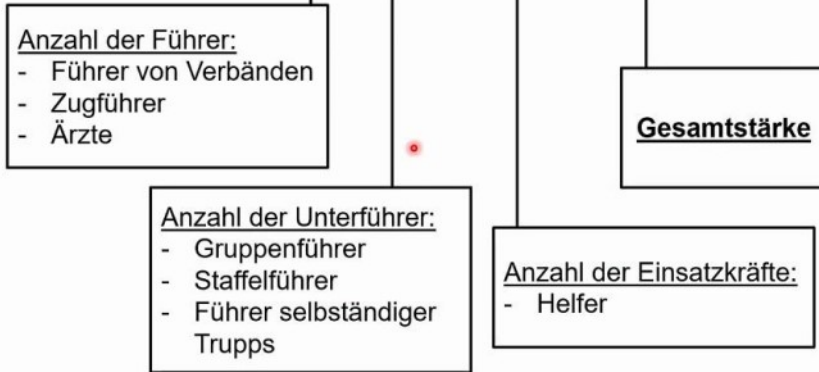 Anzahl der Führer:
- Führer von Verbänden
- Zugführer
- Ärzte
Gesamtstärke
Anzahl der Unterführer:
- Gruppenführer
- Staffelführer
- Führer selbständiger
Trupps
Anzahl der Einsatzkräfte:
- Helfer